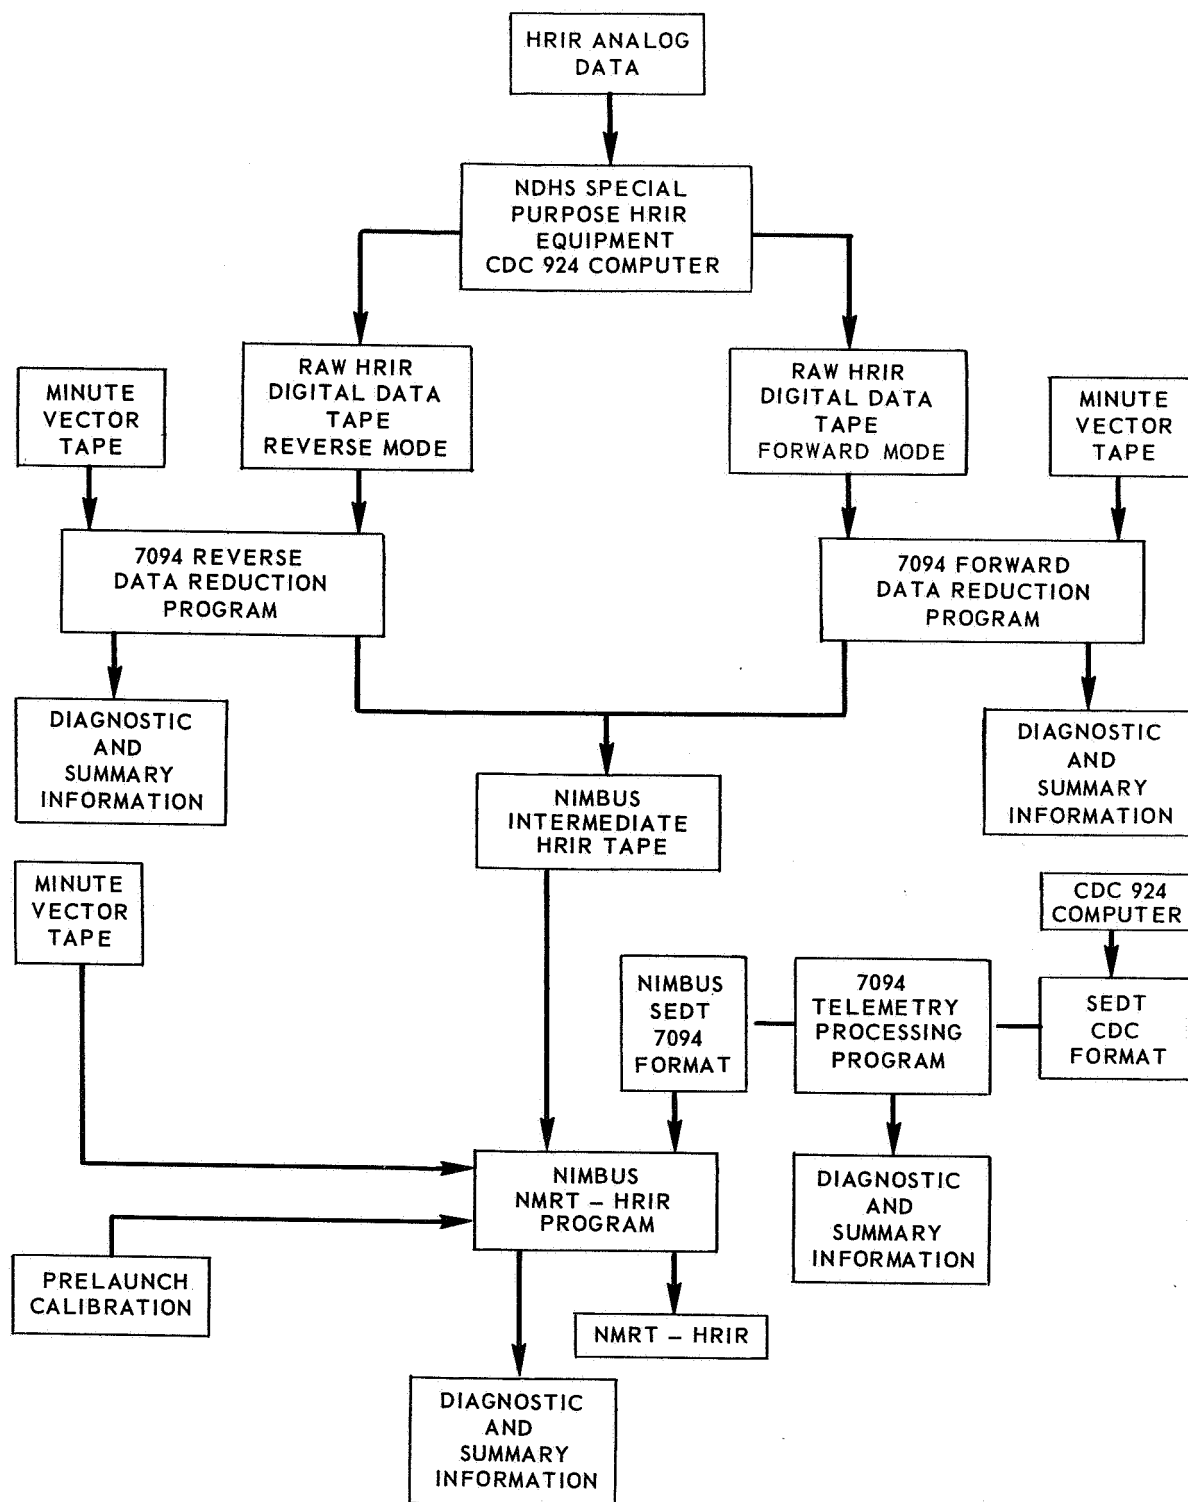 HRIR ANALOG
DATA
NDHS SPECIAL
PURPOSE HRIR
EQUIPMENT
CDC 924 COMPUTER
MINUTE
VECTOR
TAPE
RAW HRIR
DIGITAL DATA
TAPE
REVERSE MODE
RAW HRIR
DIGITAL DATA
TAPE
FORWARD MODE
MINUTE
VECTOR
TAPE
7094 REVERSE
DATA REDUCTION
PROGRAM
7094 FORWARD
DATA REDUCTION
PROGRAM
DIAGNOSTIC
AND
SUMMARY
INFORMATION
DIAGNOSTIC
AND
SUMMARY
INFORMATION
NIMBUS
INTERMEDIATE
HRIR TAPE
MINUTE
VECTOR
TAPE
CDC 924
COMPUTER
NIMBUS
SEDT
7094
FORMAT
7094
TELEMETRY
PROCESSING
PROGRAM
SEDT
CDC
FORMAT
NIMBUS
NMRT – HRIR
PROGRAM
DIAGNOSTIC
AND
SUMMARY
INFORMATION
PRELAUNCH
CALIBRATION
NMRT – HRIR
DIAGNOSTIC
AND
SUMMARY
INFORMATION